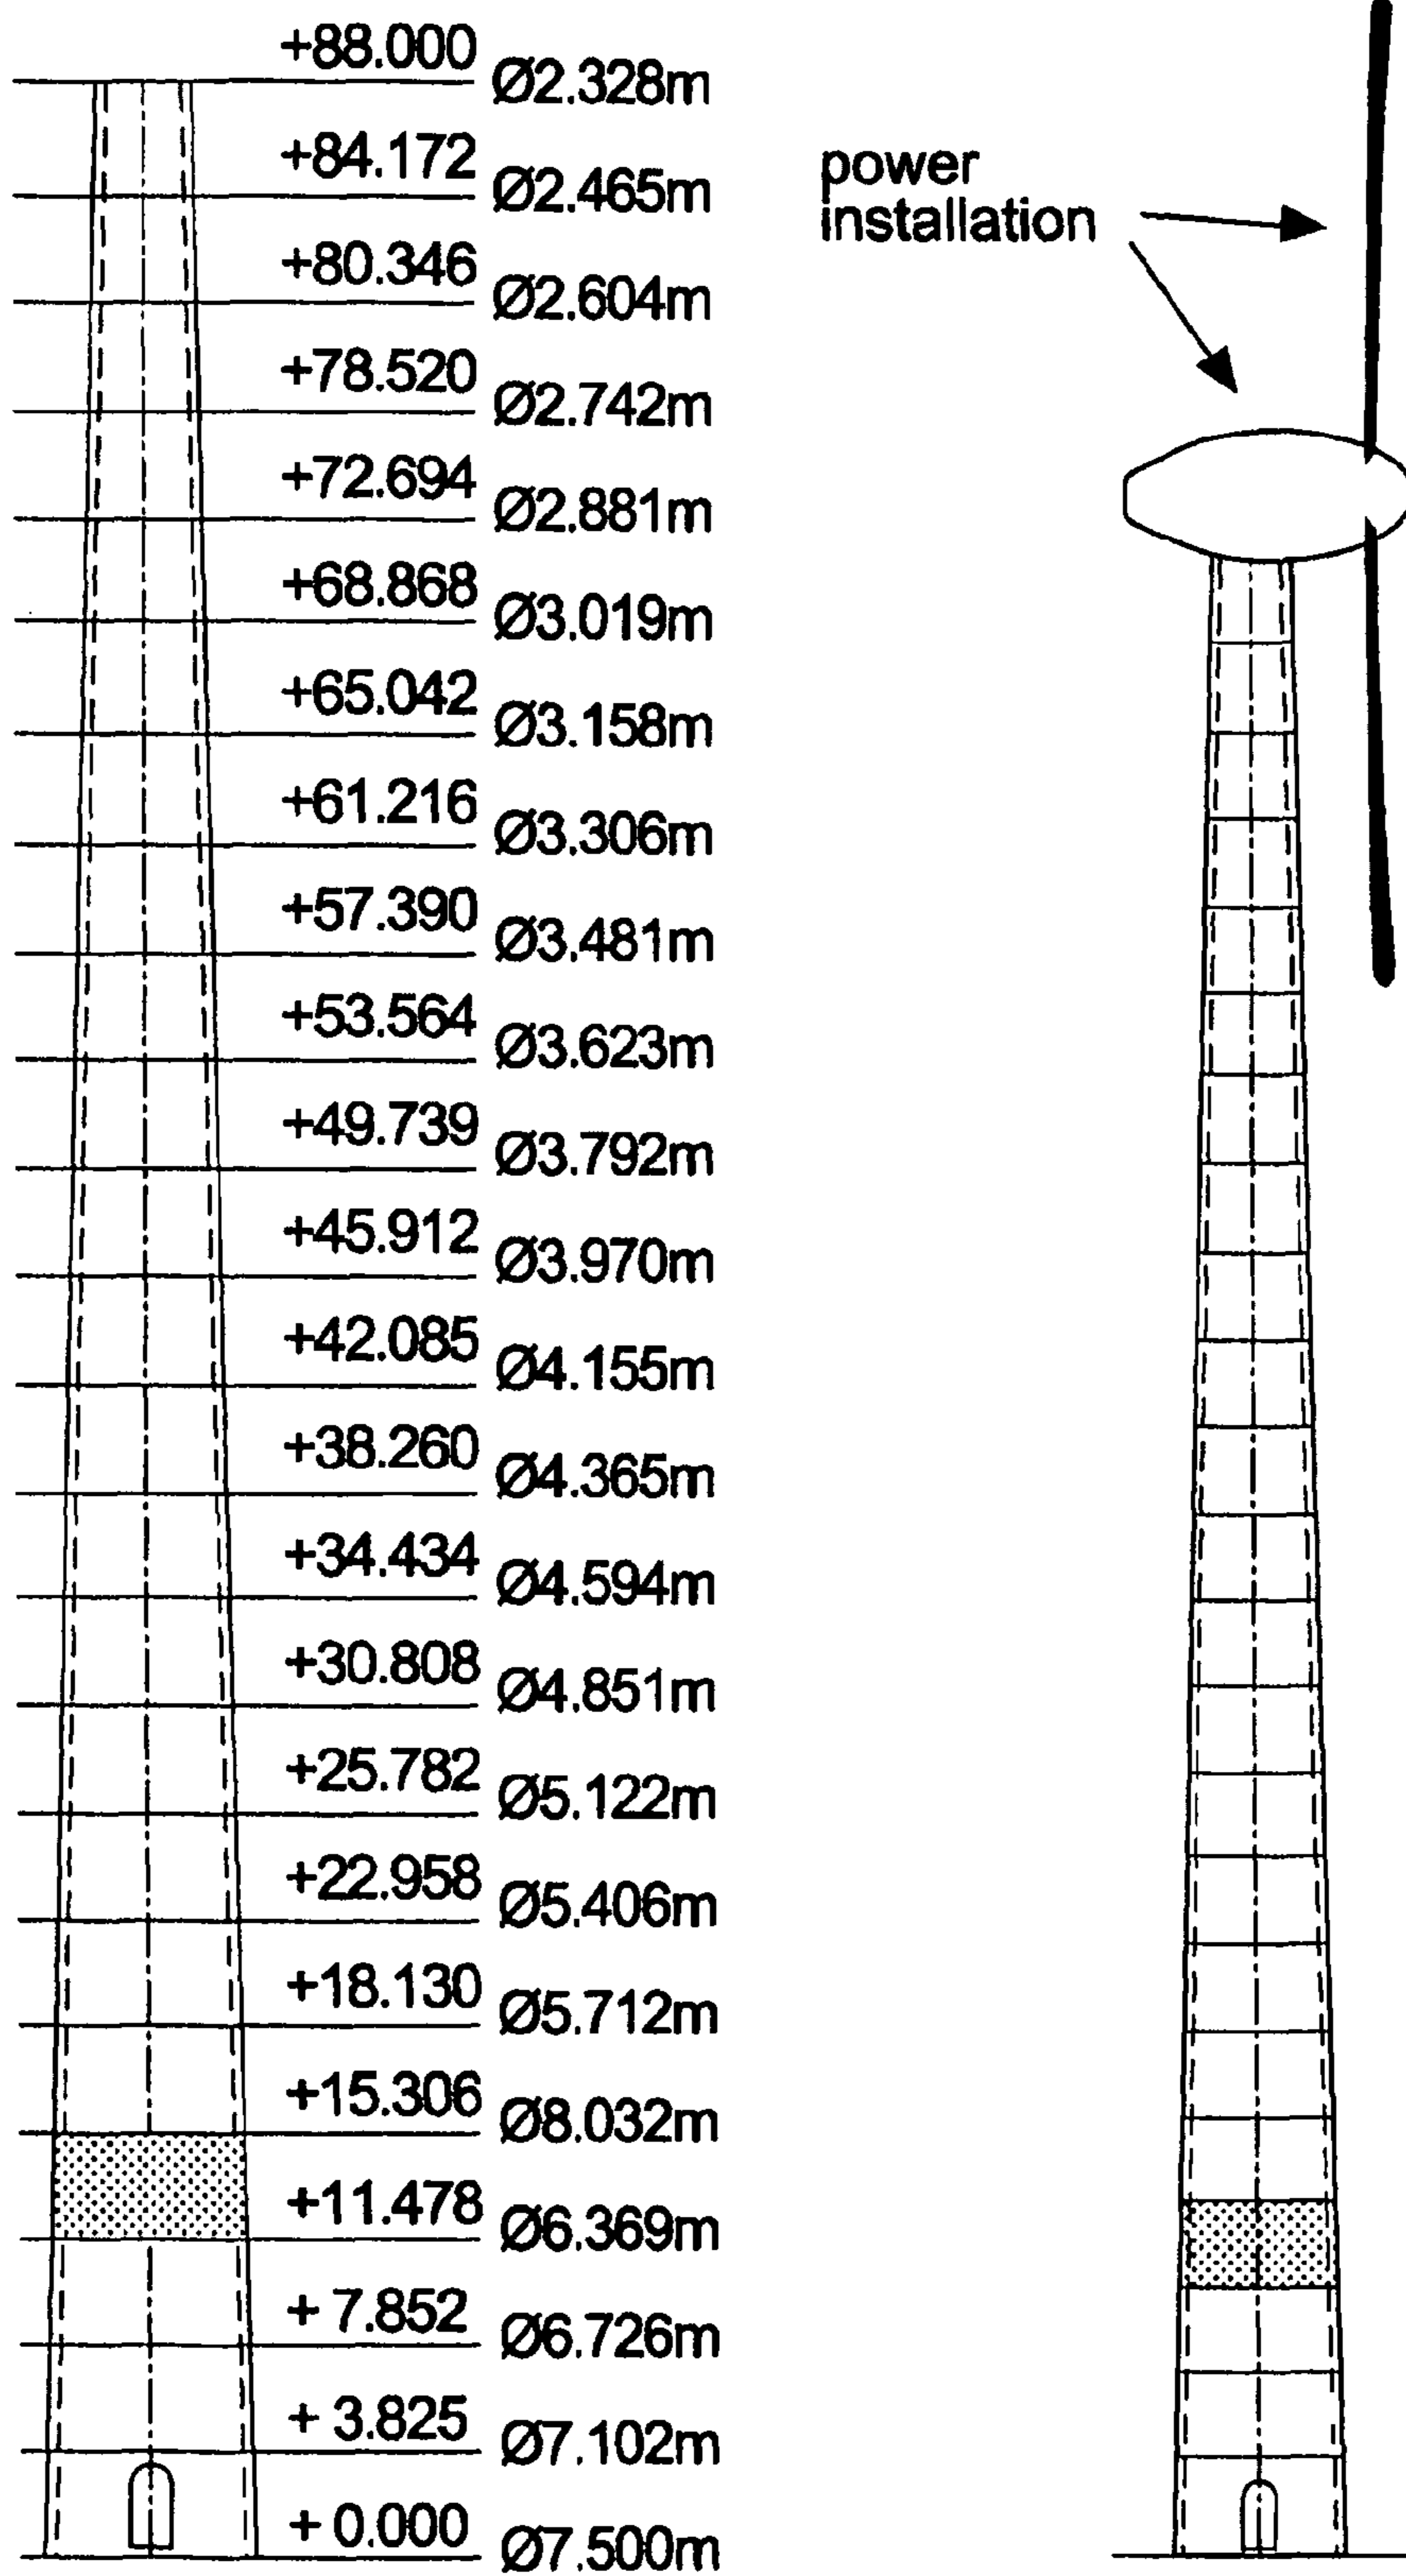 +88.000
Ø2.328m
+84.172
Ø2.465m
+80.346
Ø2.604m
+78.520
Ø2.742m
+72.694
Ø2.881m
+68.868
Ø3.019m
+65.042
Ø3.158m
+61.216
Ø3.306m
+57.390
Ø3.481m
+53.564
Ø3.623m
+49.739
Ø3.792m
+45.912
Ø3.970m
+42.085
Ø4.155m
+38.260
Ø4.365m
+34.434
Ø4.594m
+30.808
Ø4.851m
+25.782
Ø5.122m
+22.958
Ø5.406m
+18.130
Ø5.712m
+15.306
Ø8.032m
+11.478
Ø6.369m
+ 7.852
Ø6.726m
+ 3.825
Ø7.102m
+ 0.000
Ø7.500m
power
installation